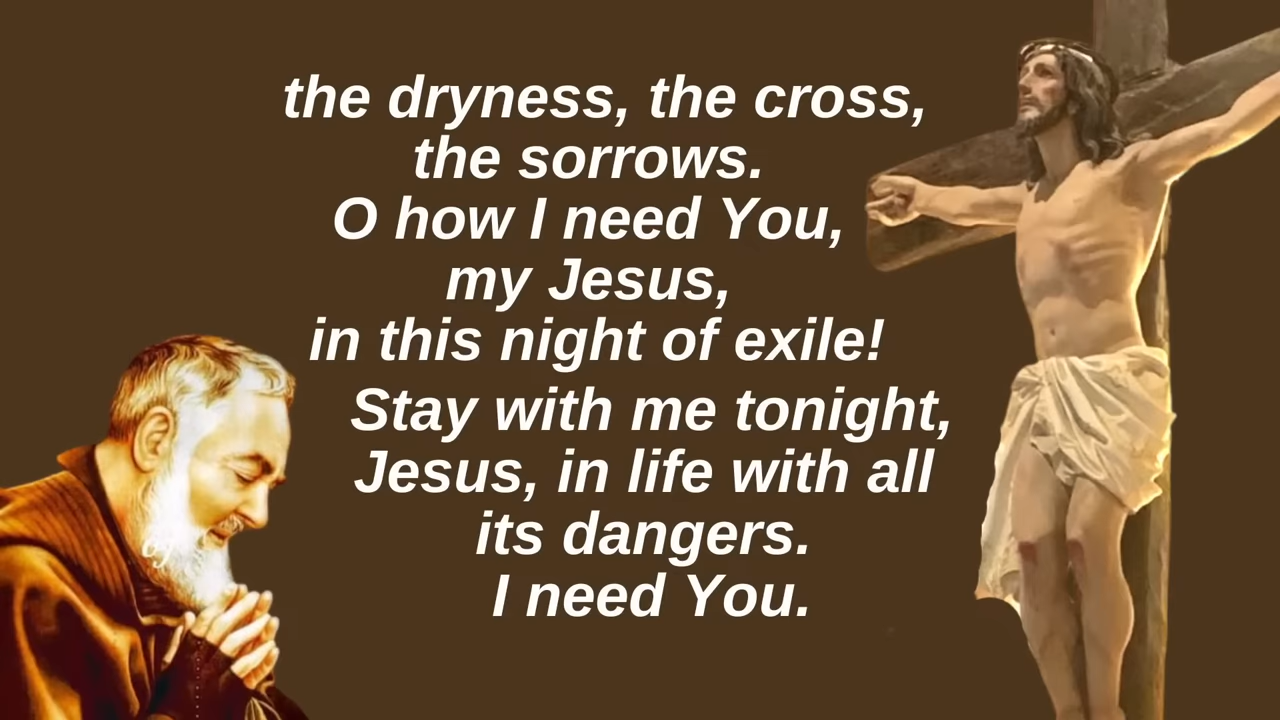 the dryness, the cross,
the sorrows.
O how I need You,
my Jesus,
in this night of exile!
Stay with me tonight,
Jesus, in life with all
its dangers.
I need You.